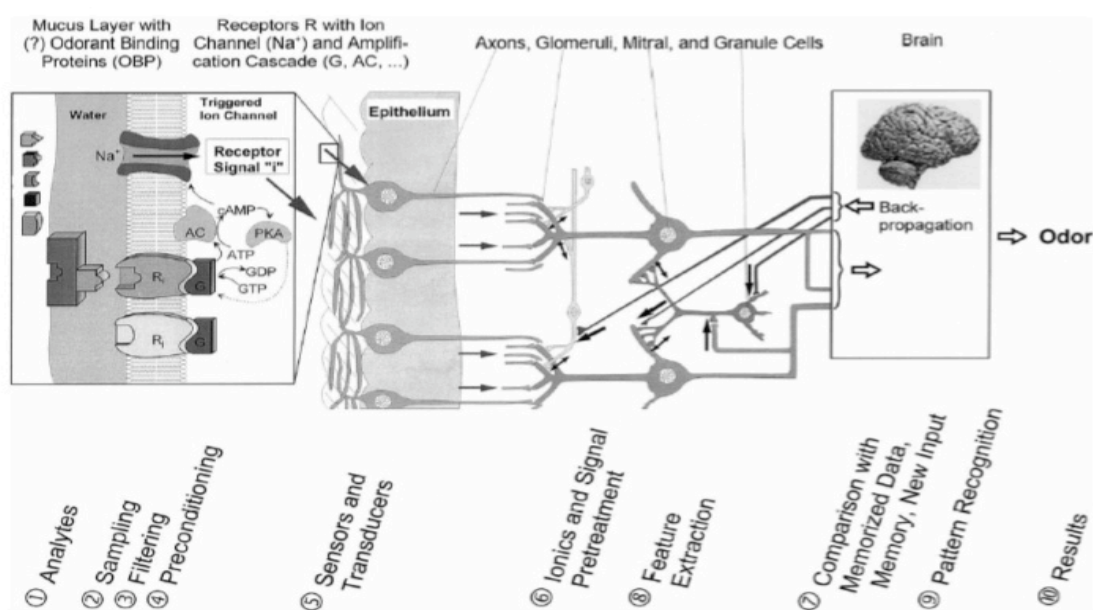 Mucus Layer with
(?) Odorant Binding
Proteins (OBP)
Receptors R with Ion
Channel (Na⁺) and Amplifi-
cation Cascade (G, AC, ...)
Axons, Glomeruli, Mitral, and Granule Cells
Brain
Water
Triggered
Ion Channel
Na⁺
Receptor
Signal "i"
cAMP
AC
PKA
ATP
GDP
GTP
Rᵢ
G
Rⱼ
G
Epithelium
Back-
propagation
Odor
① Analytes
② Sampling
③ Filtering
④ Preconditioning
⑤ Sensors and
Transducers
⑥ Ionics and Signal
Pretreatment
⑧ Feature
Extraction
⑦ Comparison with
Memorized Data,
Memory, New Input
⑨ Pattern Recognition
⑩ Results